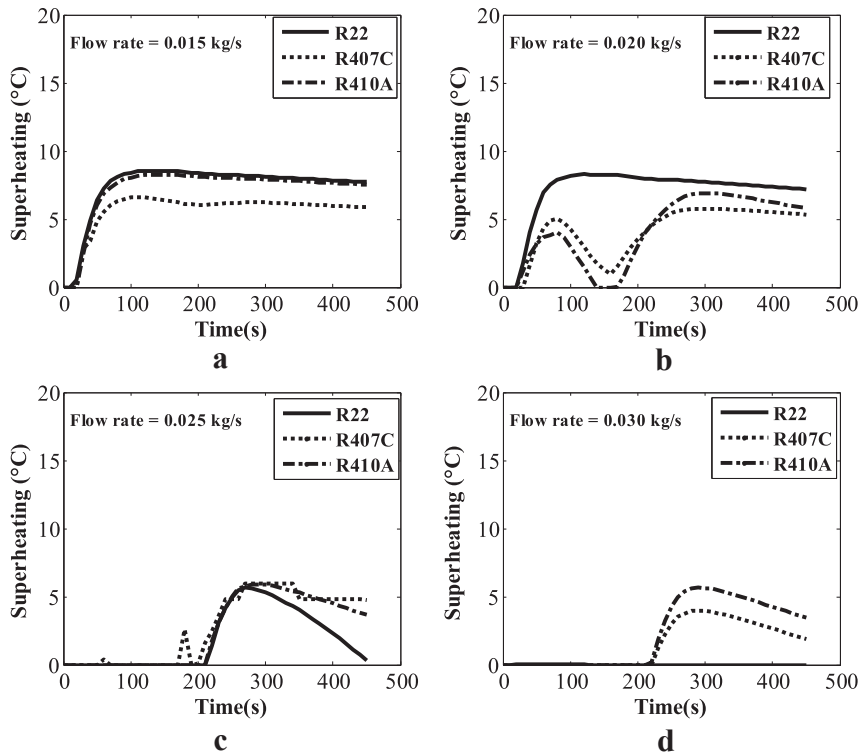 20
15
10
5
0
Superheating (°C)
Flow rate = 0.015 kg/s
R22
R407C
R410A
0 100 200 300 400 500
Time(s)
a
20
15
10
5
0
Superheating (°C)
Flow rate = 0.020 kg/s
R22
R407C
R410A
0 100 200 300 400 500
Time(s)
b
20
15
10
5
0
Superheating (°C)
Flow rate = 0.025 kg/s
R22
R407C
R410A
0 100 200 300 400 500
Time(s)
c
20
15
10
5
0
Superheating (°C)
Flow rate = 0.030 kg/s
R22
R407C
R410A
0 100 200 300 400 500
Time(s)
d